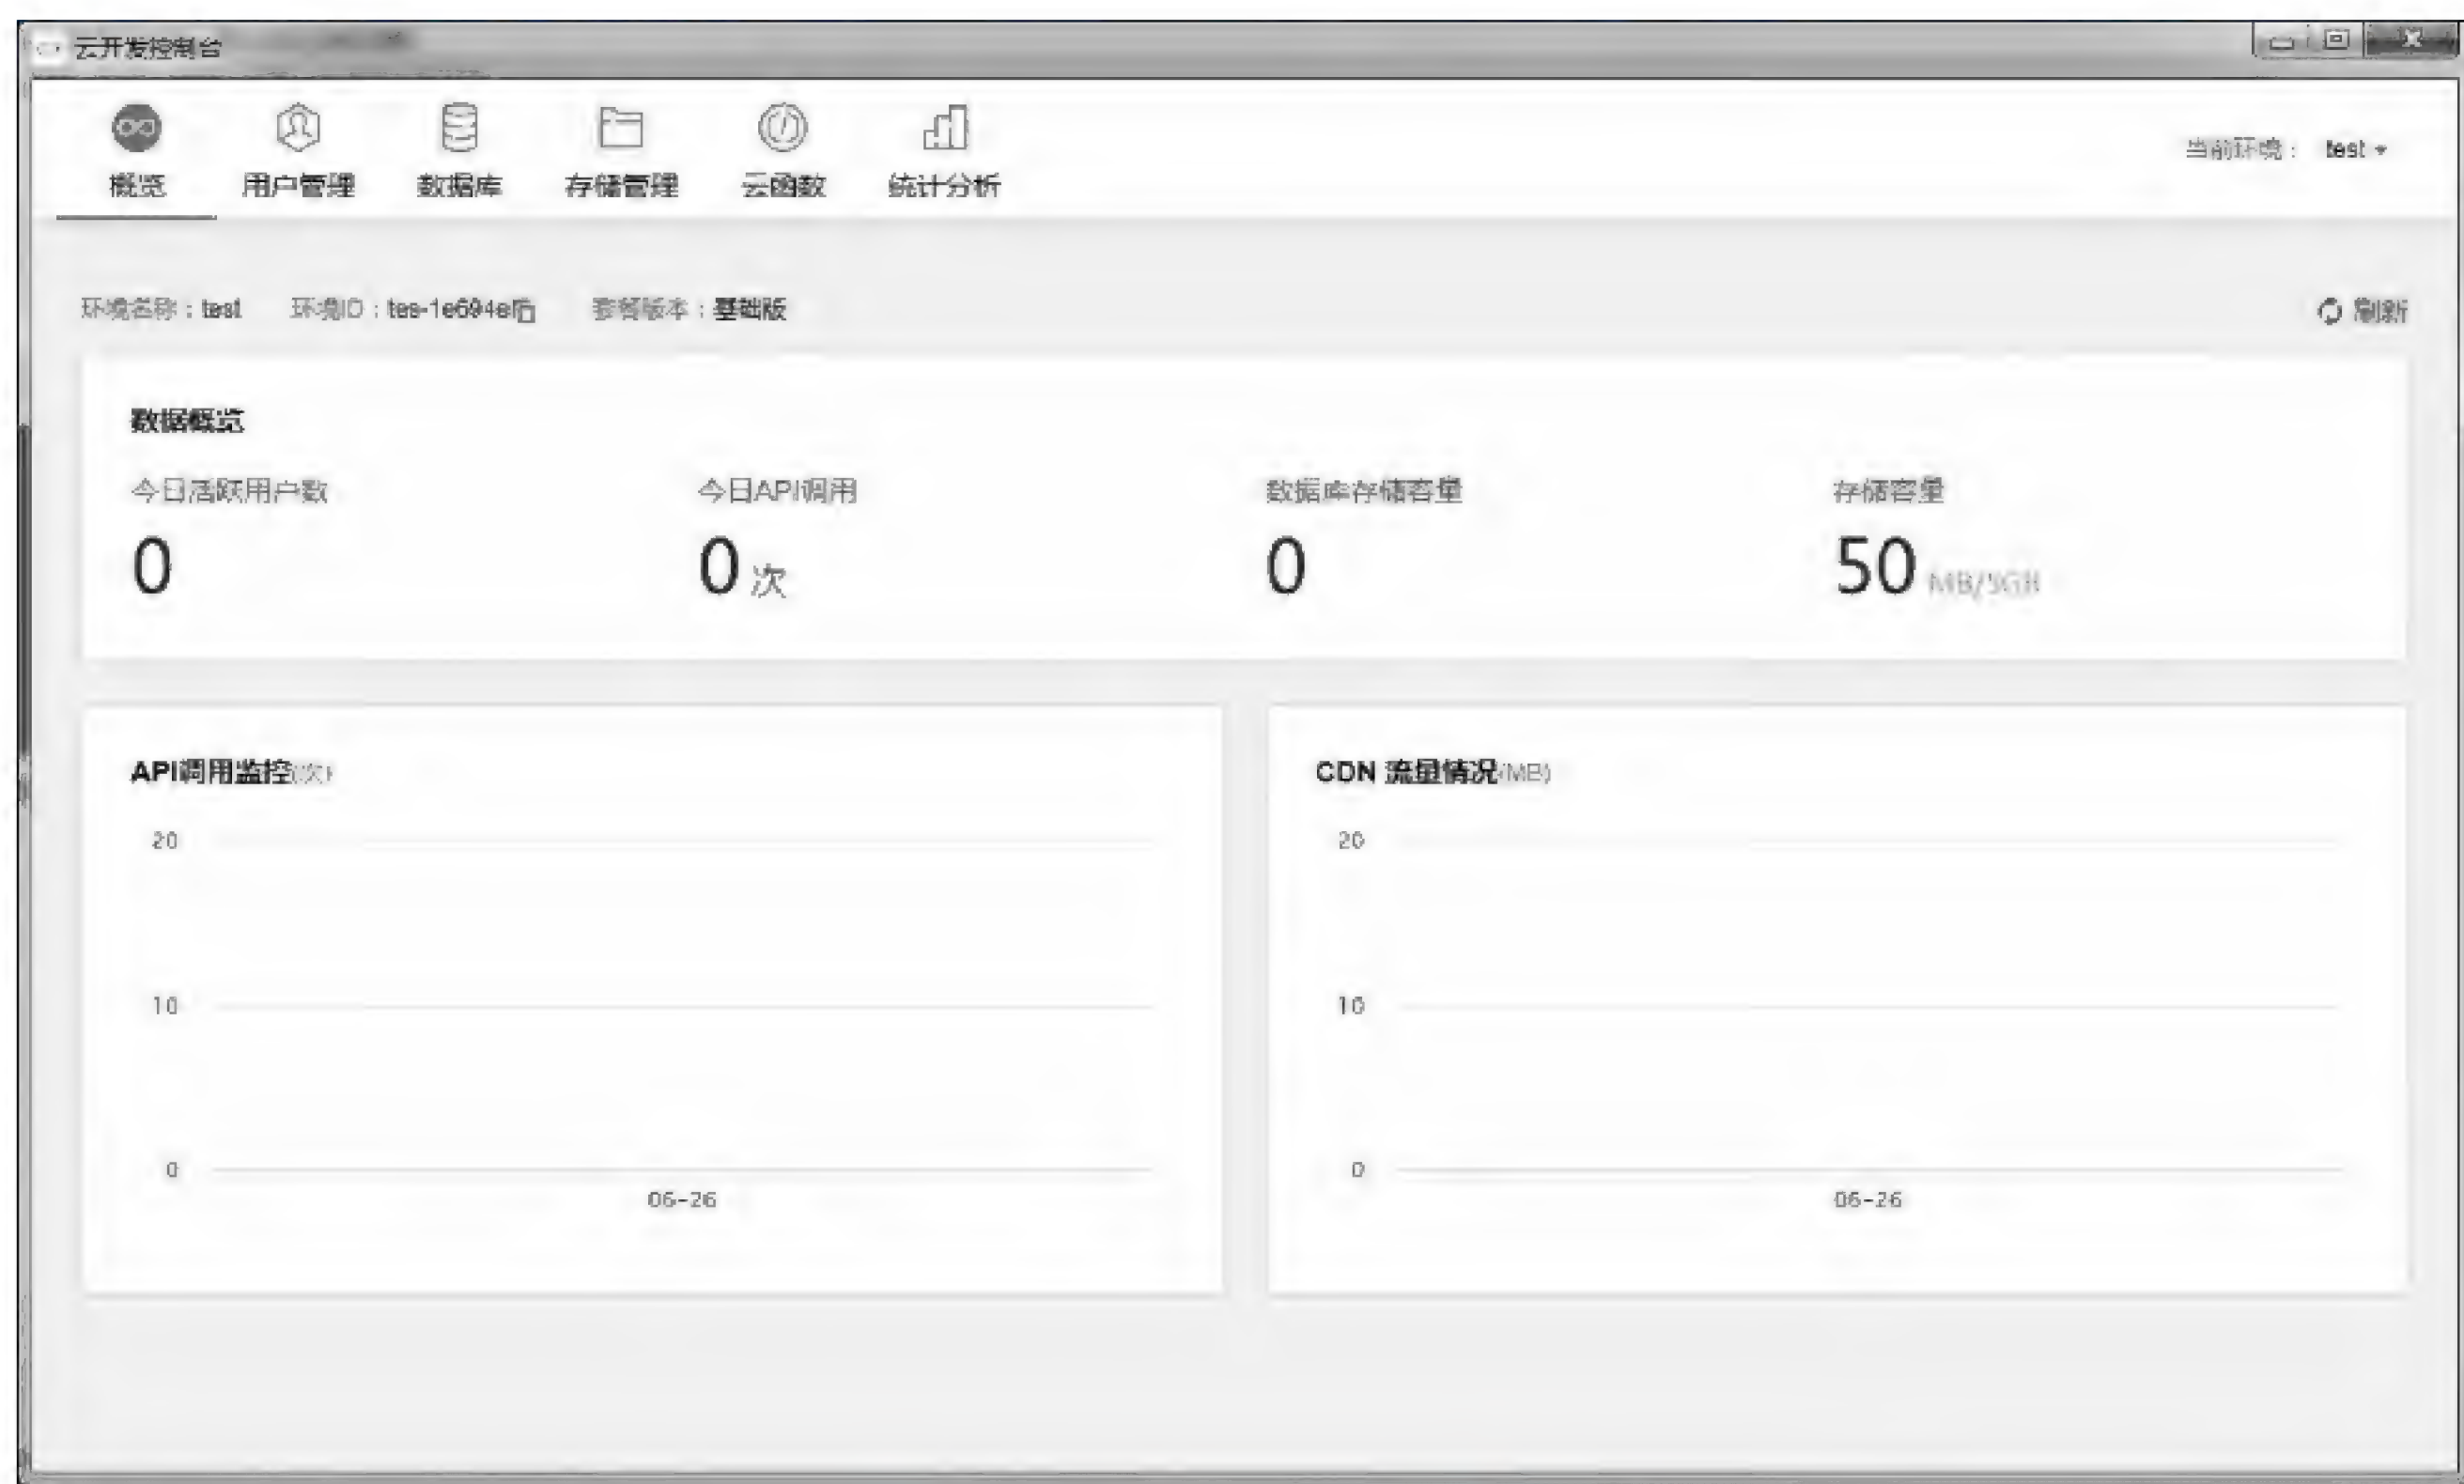 云开发控制台
概览 用户管理 数据库 存储管理 云函数 统计分析
当前环境： test
环境名称：test 环境ID：tes-1e694e 套餐版本：基础版 刷新
数据概览
今日活跃用户数 今日API调用 数据库存储容量 存储容量
0 0次 0 50 MB/5GB
API调用监控(次) CDN 流量情况(MB)
20 20
10 10
0 0
06-26 06-26